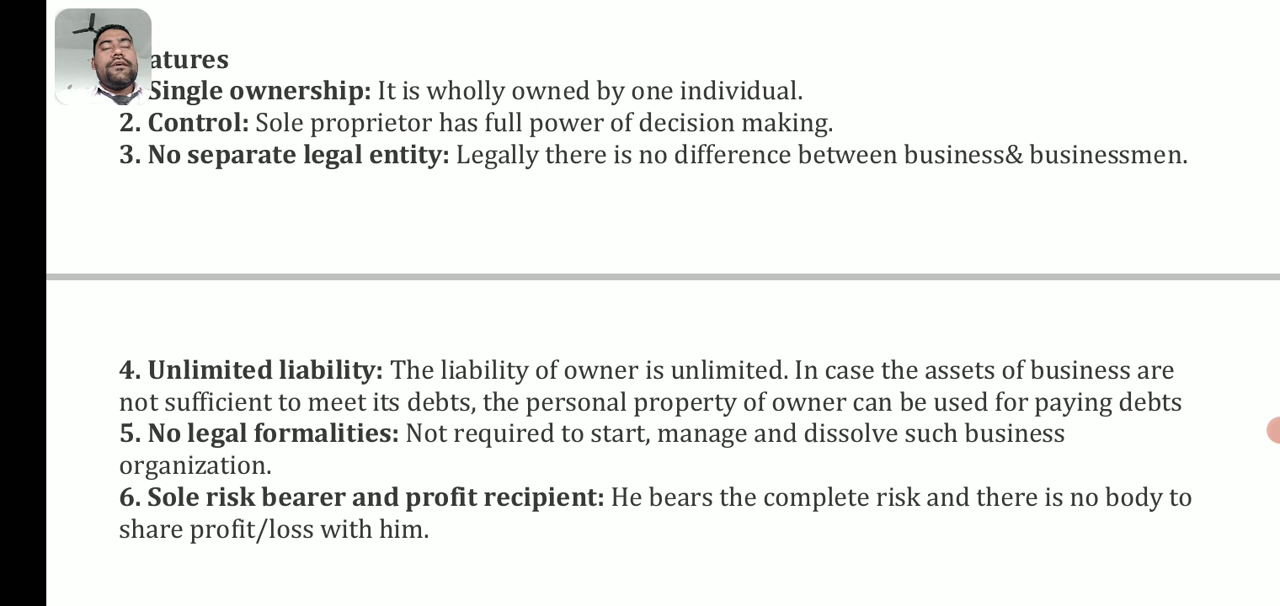 atures
Single ownership: It is wholly owned by one individual.
2. Control: Sole proprietor has full power of decision making.
3. No separate legal entity: Legally there is no difference between business& businessmen.
4. Unlimited liability: The liability of owner is unlimited. In case the assets of business are
not sufficient to meet its debts, the personal property of owner can be used for paying debts
5. No legal formalities: Not required to start, manage and dissolve such business
organization.
6. Sole risk bearer and profit recipient: He bears the complete risk and there is no body to
share profit/loss with him.